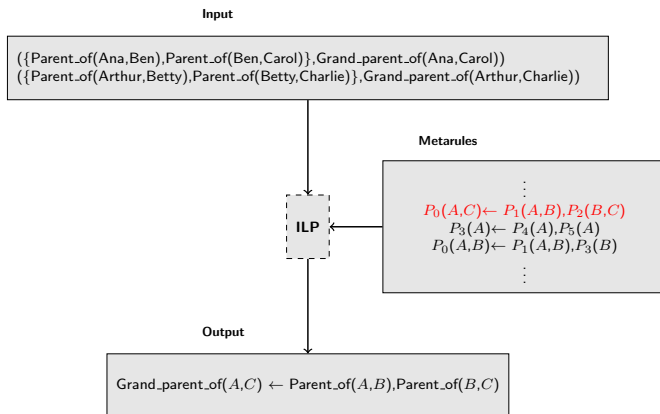 Input
({Parent_of(Ana,Ben),Parent_of(Ben,Carol)},Grand_parent_of(Ana,Carol))
({Parent_of(Arthur,Betty),Parent_of(Betty,Charlie)},Grand_parent_of(Arthur,Charlie))
Metarules
⋮
P₀(A,C)← P₁(A,B),P₂(B,C)
P₃(A)← P₄(A),P₅(A)
P₀(A,B)← P₁(A,B),P₃(B)
⋮
ILP
Output
Grand_parent_of(A,C) ← Parent_of(A,B),Parent_of(B,C)